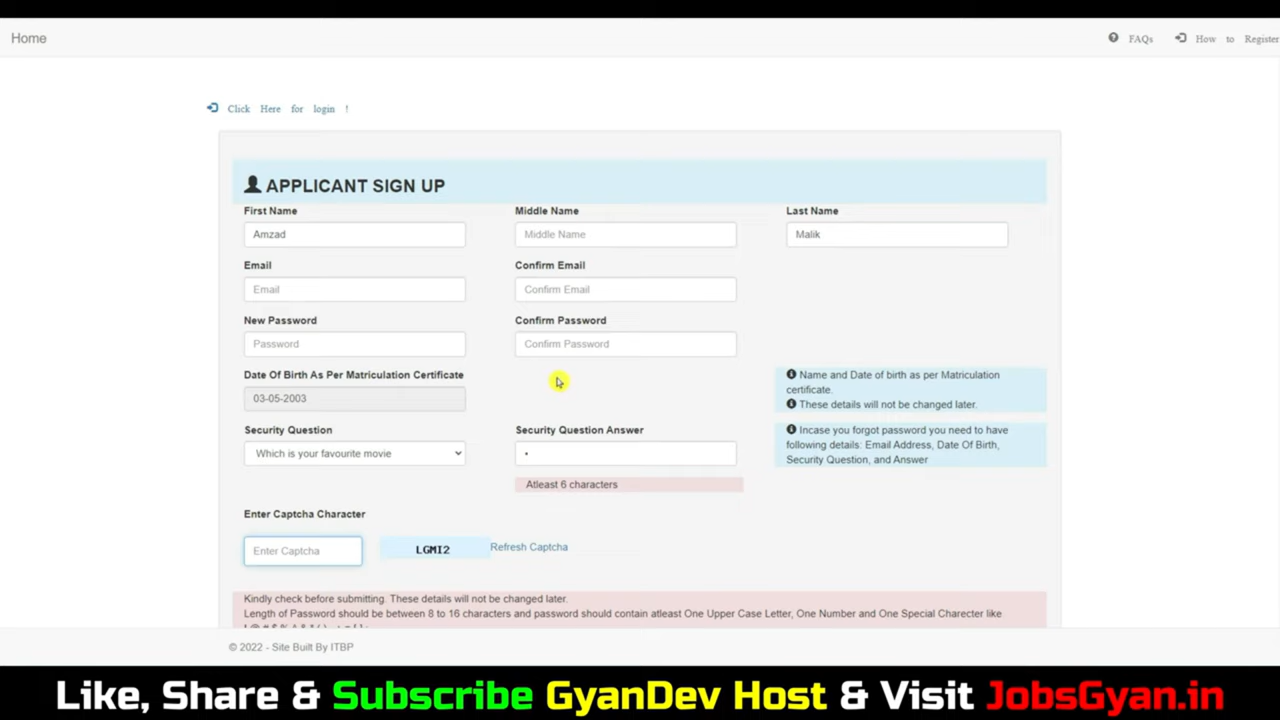 Home
FAQs How to Register
Click Here for login !
APPLICANT SIGN UP
First Name Middle Name Last Name
Amzad Middle Name Malik
Email Confirm Email
Email Confirm Email
New Password Confirm Password
Password Confirm Password
Date Of Birth As Per Matriculation Certificate
03-05-2003
Name and Date of birth as per Matriculation
certificate.
These details will not be changed later.
Security Question Security Question Answer
Which is your favourite movie •
Incase you forgot password you need to have
following details: Email Address, Date Of Birth,
Security Question, and Answer
Atleast 6 characters
Enter Captcha Character
Enter Captcha LGMI2 Refresh Captcha
Kindly check before submitting. These details will not be changed later.
Length of Password should be between 8 to 16 characters and password should contain atleast One Upper Case Letter, One Number and One Special Charecter like
© 2022 - Site Built By ITBP
Like, Share & Subscribe GyanDev Host & Visit JobsGyan.in